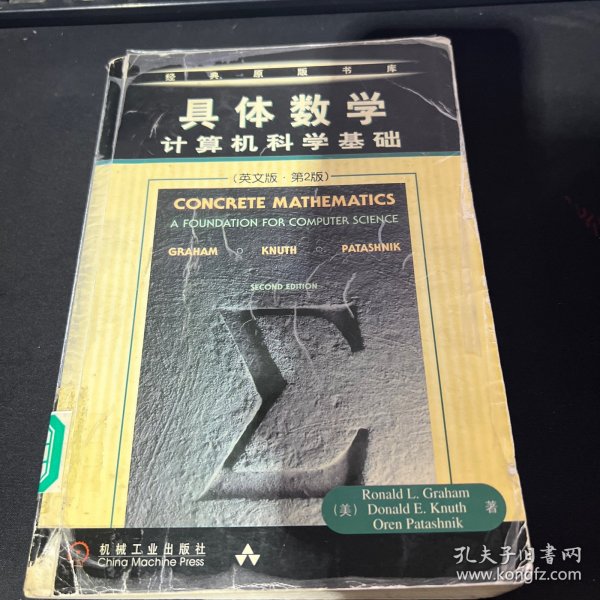 经典原版书库
具体数学
计算机科学基础
(英文版·第2版)
CONCRETE MATHEMATICS
A FOUNDATION FOR COMPUTER SCIENCE
GRAHAM ○ KNUTH ○ PATASHNIK
SECOND EDITION
Ronald L. Graham
(美) Donald E. Knuth 著
Oren Patashnik
机械工业出版社
China Machine Press
孔夫子旧书网
www.kongfz.com